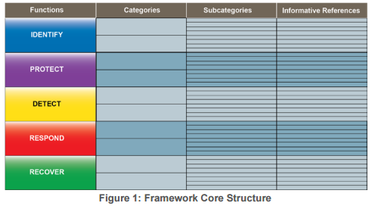 Functions Categories Subcategories Informative References
IDENTIFY
PROTECT
DETECT
RESPOND
RECOVER
Figure 1: Framework Core Structure